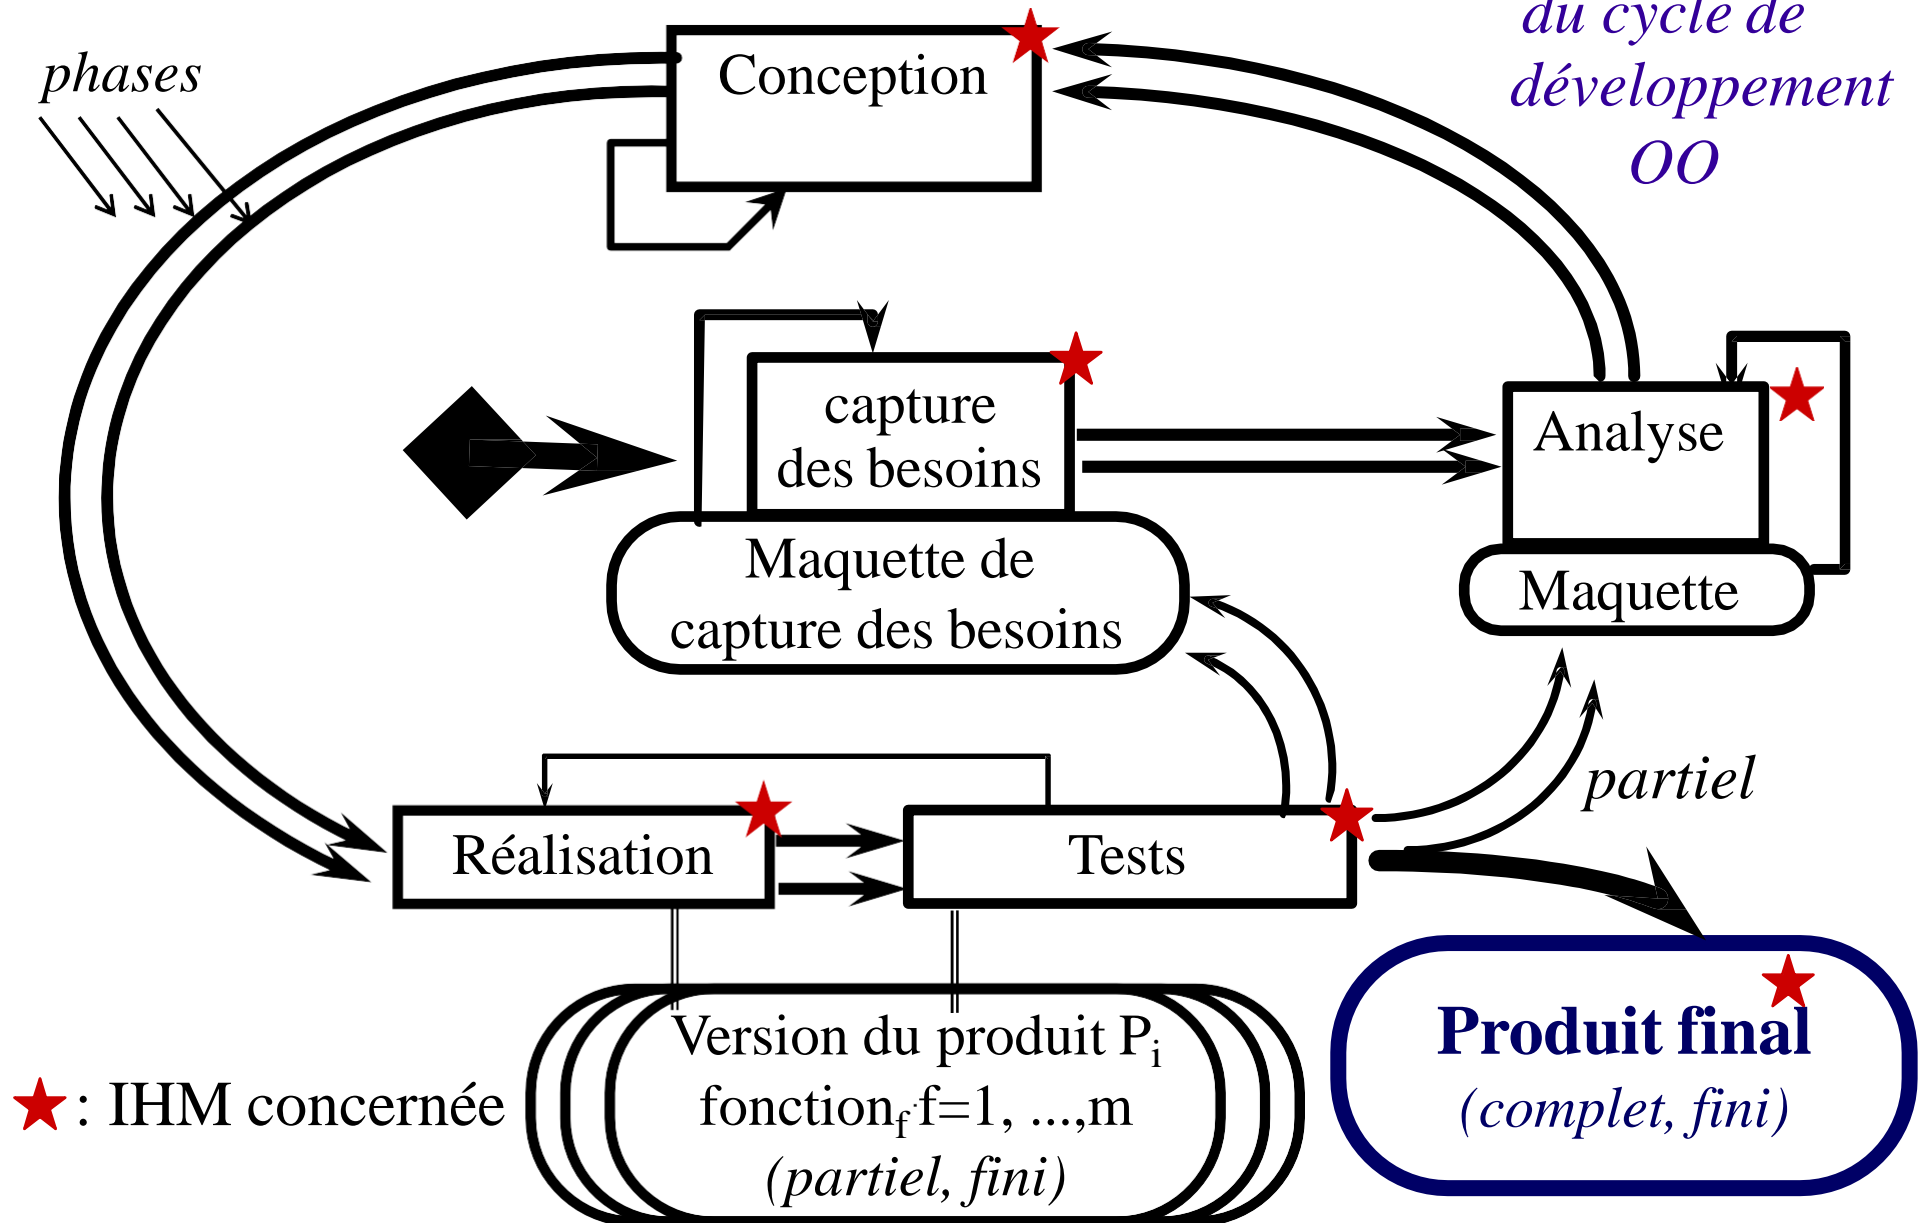 du cycle de
développement
OO
phases
Conception
capture
des besoins
Analyse
Maquette de
capture des besoins
Maquette
partiel
Réalisation
Tests
Version du produit Pi
fonctionf f=1, ...,m
(partiel, fini)
Produit final
(complet, fini)
: IHM concernée